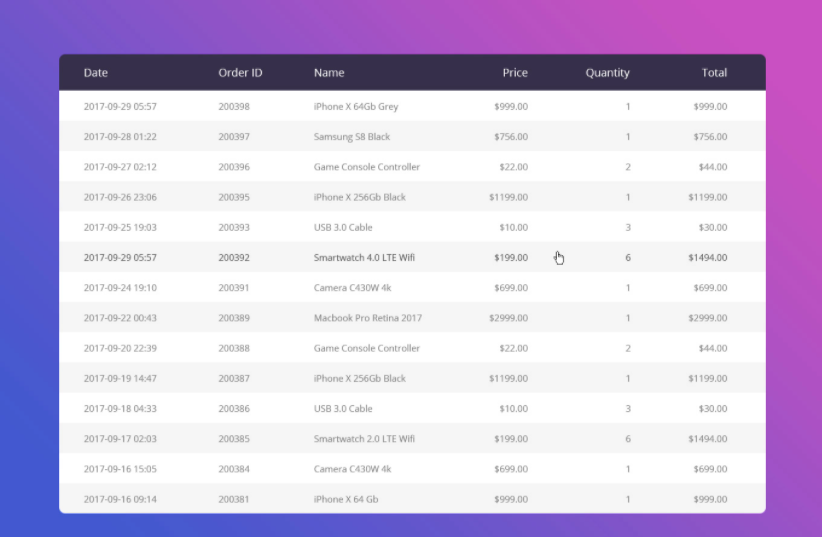 Date Order ID Name Price Quantity Total
2017-09-29 05:57 200398 iPhone X 64Gb Grey $999.00 1 $999.00
2017-09-28 01:22 200397 Samsung S8 Black $756.00 1 $756.00
2017-09-27 02:12 200396 Game Console Controller $22.00 2 $44.00
2017-09-26 23:06 200395 iPhone X 256Gb Black $1199.00 1 $1199.00
2017-09-25 19:03 200393 USB 3.0 Cable $10.00 3 $30.00
2017-09-29 05:57 200392 Smartwatch 4.0 LTE Wifi $199.00 6 $1494.00
2017-09-24 19:10 200391 Camera C430W 4k $699.00 1 $699.00
2017-09-22 00:43 200389 Macbook Pro Retina 2017 $2999.00 1 $2999.00
2017-09-20 22:39 200388 Game Console Controller $22.00 2 $44.00
2017-09-19 14:47 200387 iPhone X 256Gb Black $1199.00 1 $1199.00
2017-09-18 04:33 200386 USB 3.0 Cable $10.00 3 $30.00
2017-09-17 02:03 200385 Smartwatch 2.0 LTE Wifi $199.00 6 $1494.00
2017-09-16 15:05 200384 Camera C430W 4k $699.00 1 $699.00
2017-09-16 09:14 200381 iPhone X 64 Gb $999.00 1 $999.00